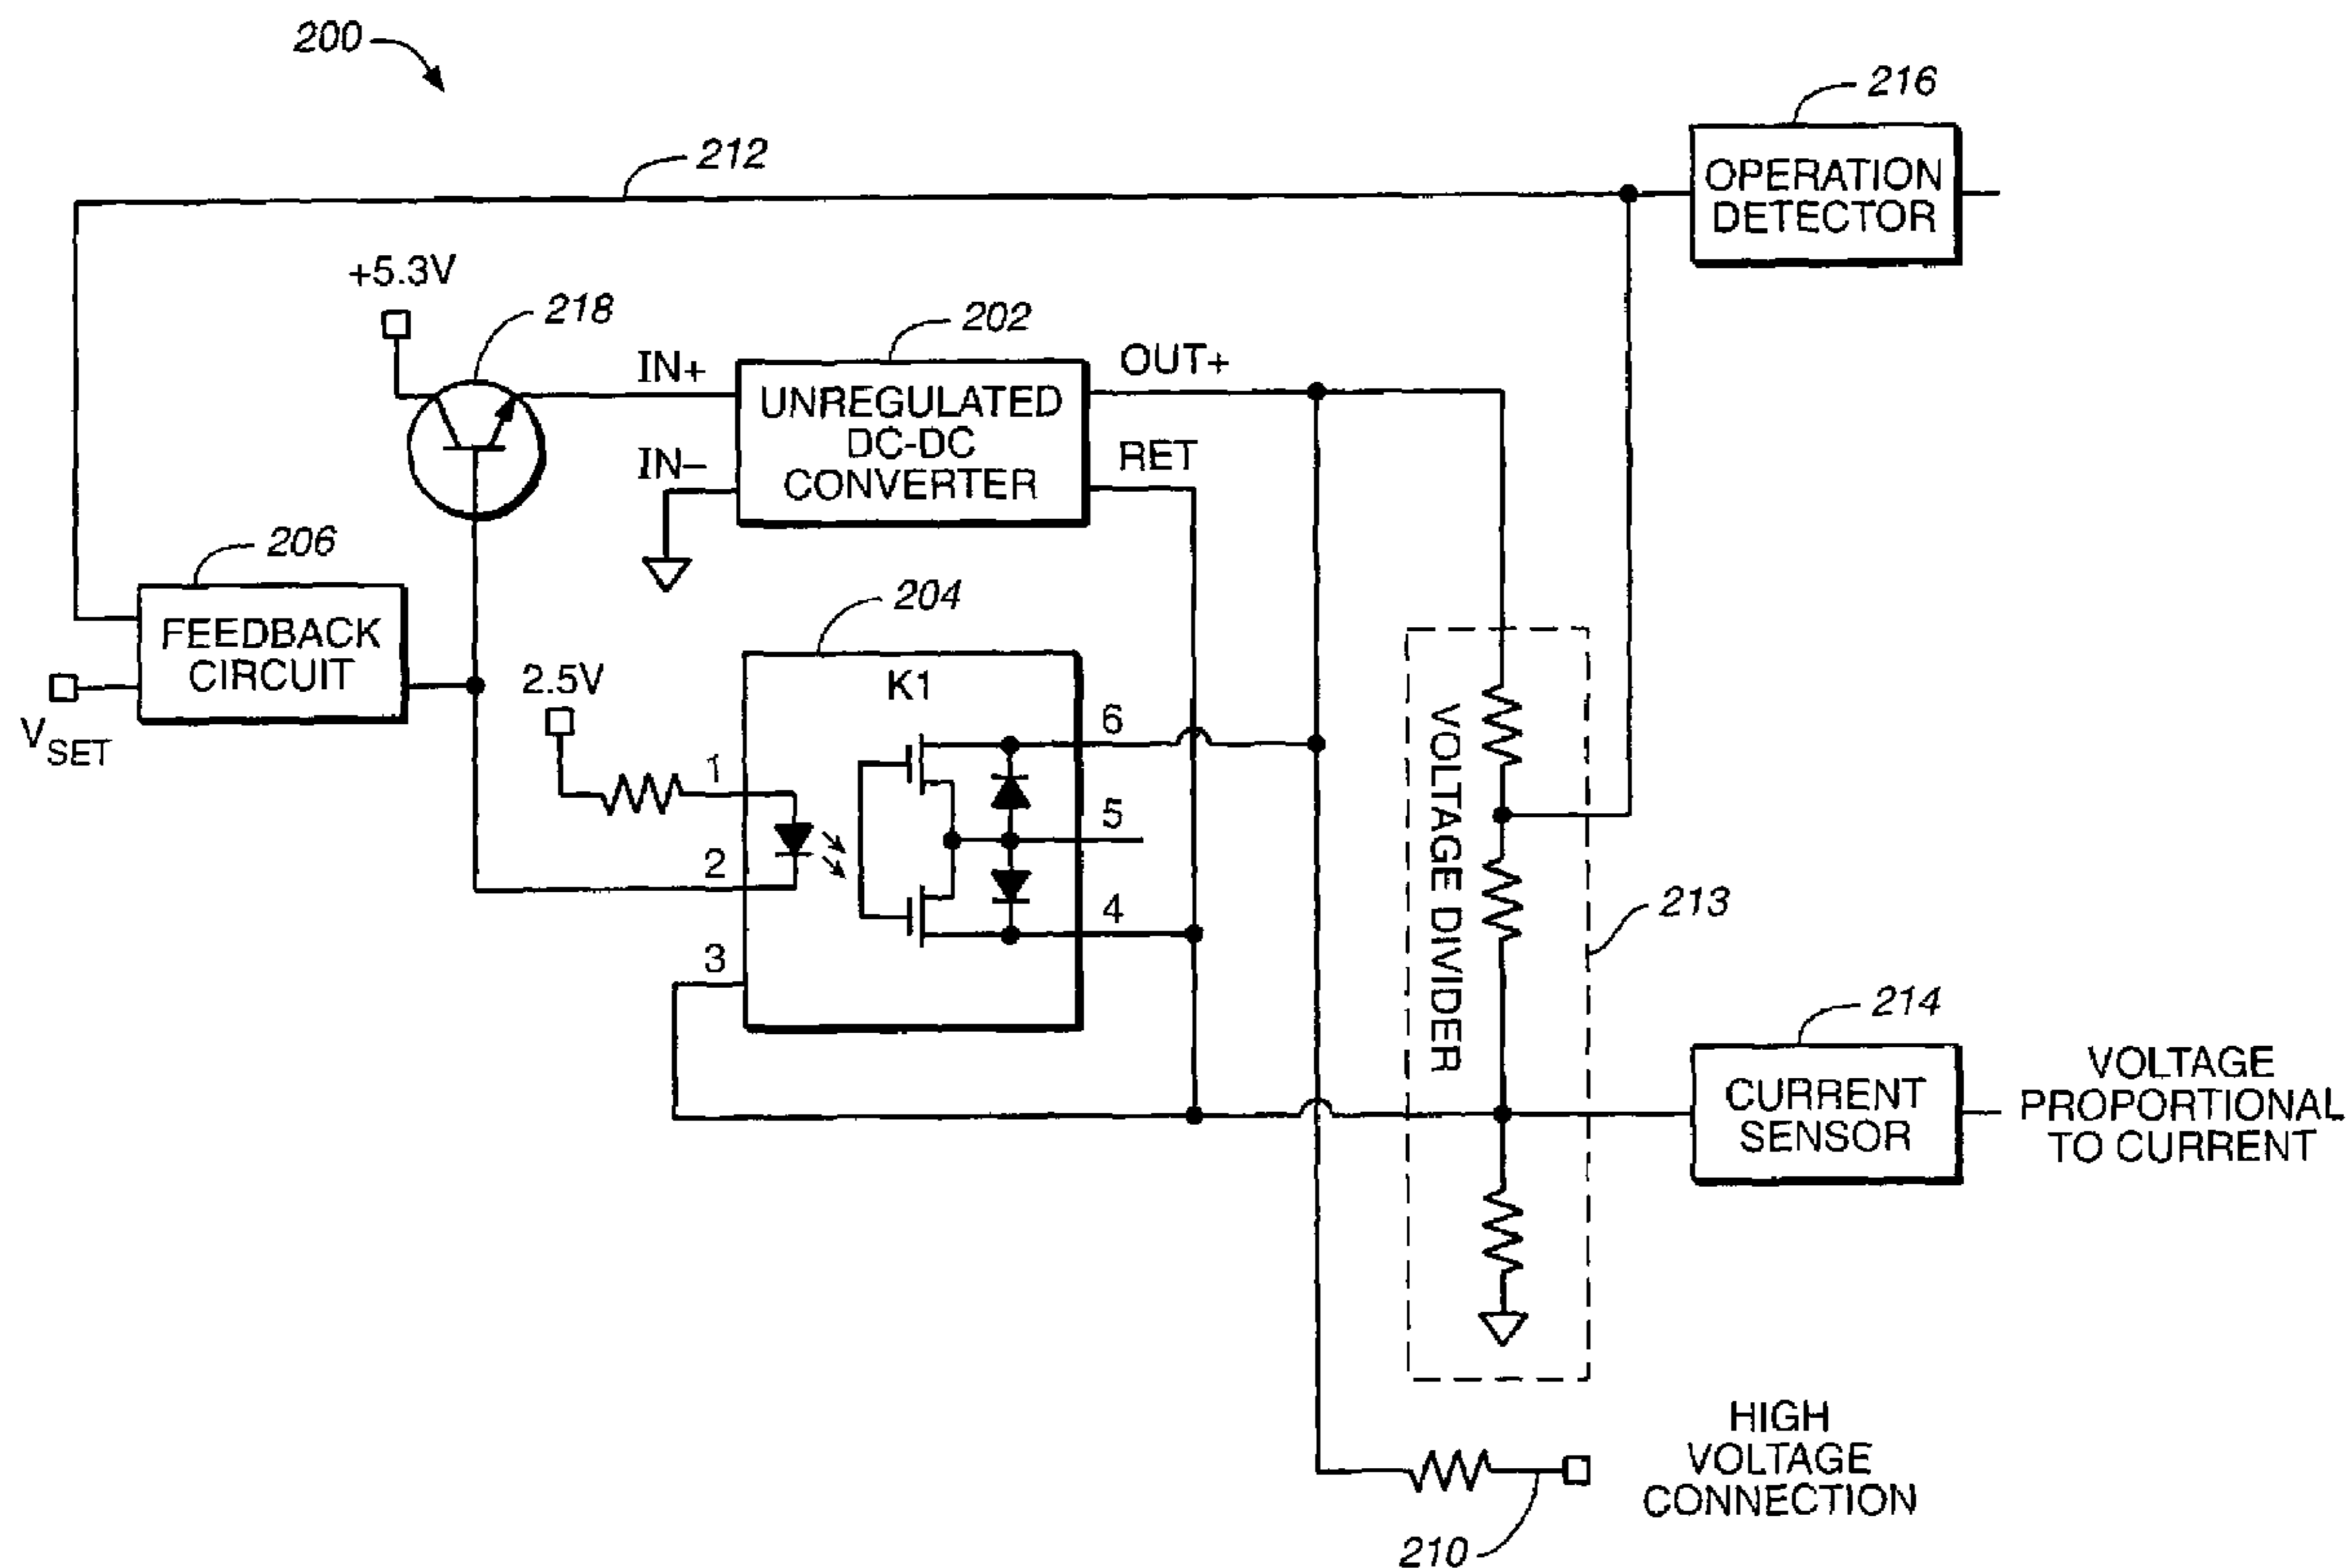 200
216
OPERATION
DETECTOR
212
+5.3V
218
202
IN+
OUT+
UNREGULATED
DC-DC
CONVERTER
IN–
RET
206
FEEDBACK
CIRCUIT
VSET
204
2.5V
K1
1
2
3
6
5
4
VOLTAGE DIVIDER
213
214
CURRENT
SENSOR
VOLTAGE
PROPORTIONAL
TO CURRENT
HIGH
VOLTAGE
CONNECTION
210